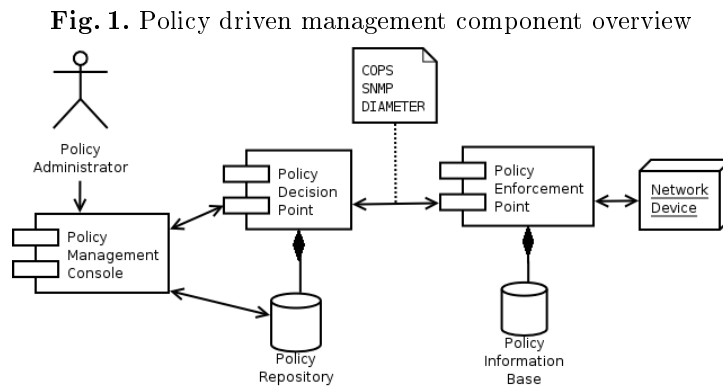 Fig. 1. Policy driven management component overview
COPS
SNMP
DIAMETER
Policy
Administrator
Policy
Decision
Point
Policy
Enforcement
Point
Network
Device
Policy
Management
Console
Policy
Repository
Policy
Information
Base